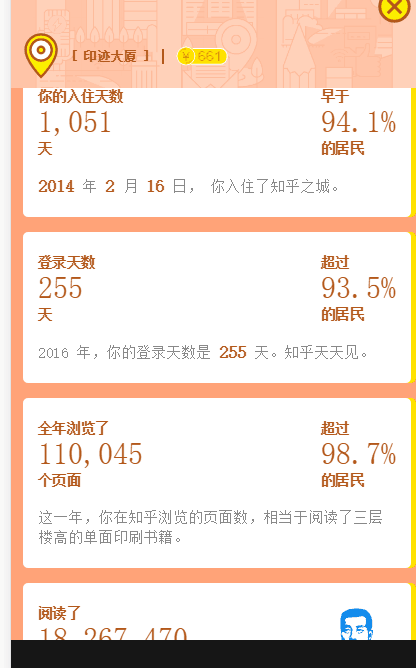 [ 印迹大厦 ] | ¥ 661
你的入住天数 早于
1,051 94.1%
天 的居民
2014 年 2 月 16 日， 你入住了知乎之城。
登录天数 超过
255 93.5%
天 的居民
2016 年，你的登录天数是 255 天。知乎天天见。
全年浏览了 超过
110,045 98.7%
个页面 的居民
这一年，你在知乎浏览的页面数，相当于阅读了三层
楼高的单面印刷书籍。
阅读了
18,267,470